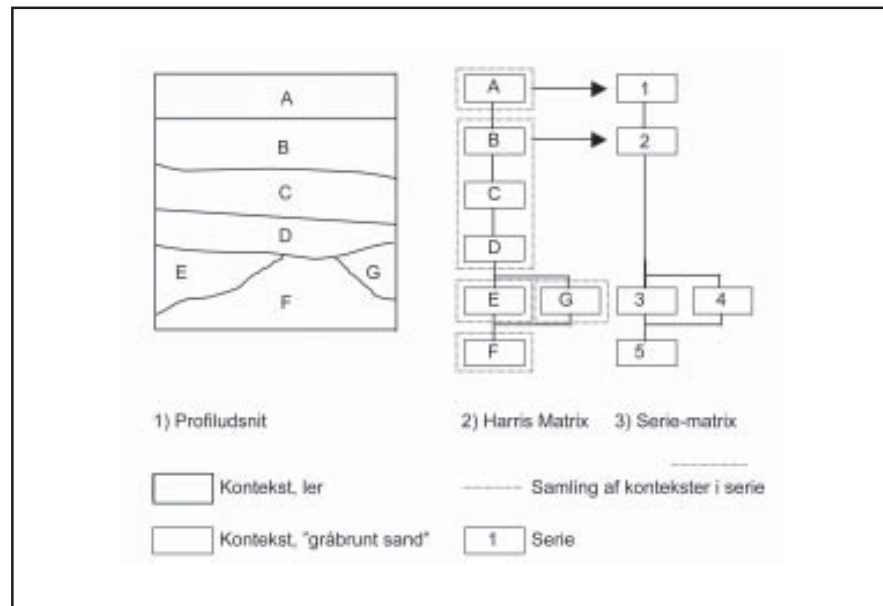 A
B
C
D
E
G
F
A
B
C
D
E
G
F
1
2
3
4
5
1) Profiludsnit
2) Harris Matrix
3) Serie-matrix
Kontekst, ler
Samling af kontekster i serie
Kontekst, "gråbrunt sand"
1
Serie